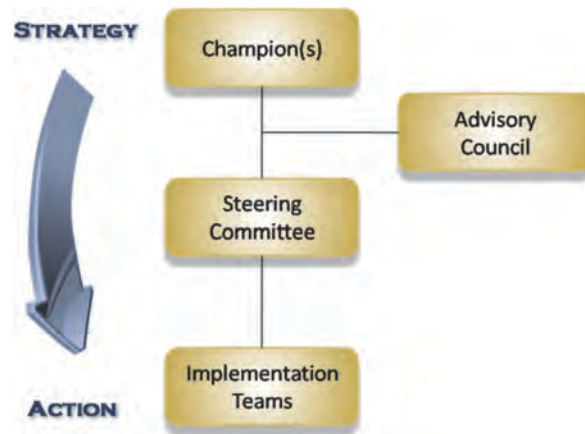 STRATEGY
Champion(s)
Advisory
Council
Steering
Committee
Implementation
Teams
ACTION